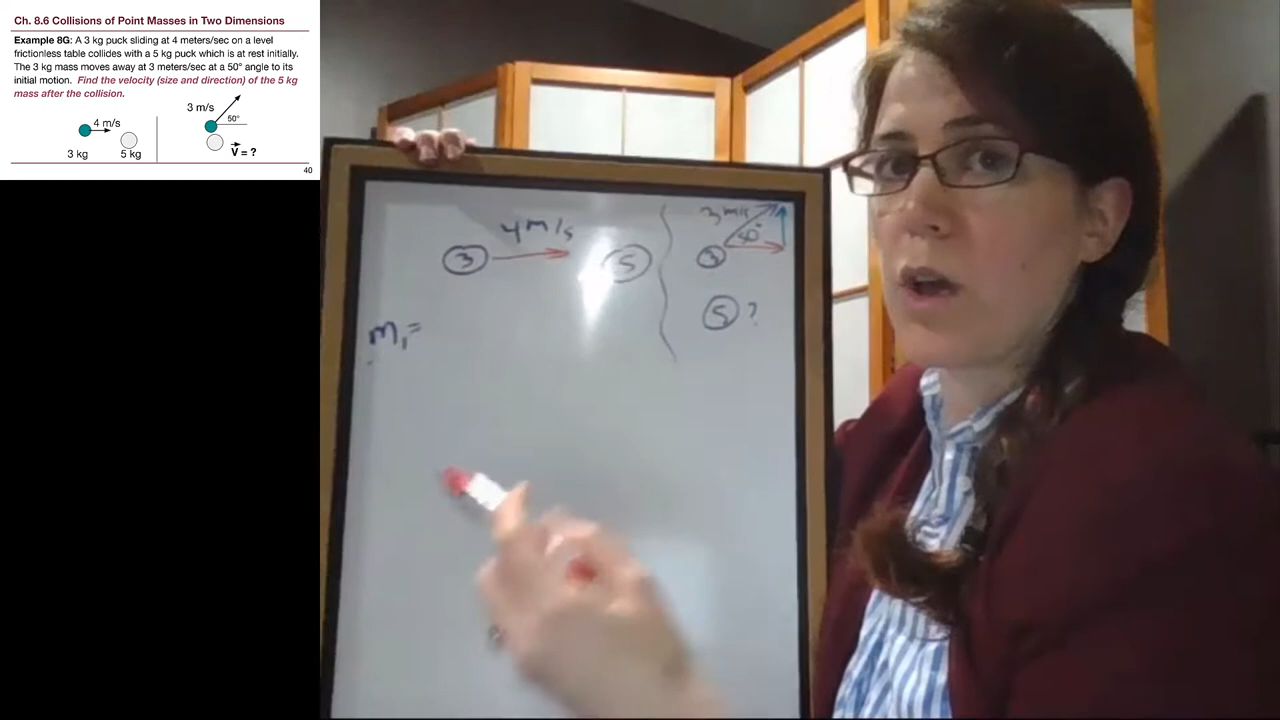 Ch. 8.6 Collisions of Point Masses in Two Dimensions
Example 8G: A 3 kg puck sliding at 4 meters/sec on a level
frictionless table collides with a 5 kg puck which is at rest initially.
The 3 kg mass moves away at 3 meters/sec at a 50° angle to its
initial motion. Find the velocity (size and direction) of the 5 kg
mass after the collision.
4 m/s
3 kg
5 kg
3 m/s
50°
V = ?
40
4 m/s
3
5
3 m/s
50°
3
5 ?
m₁ =